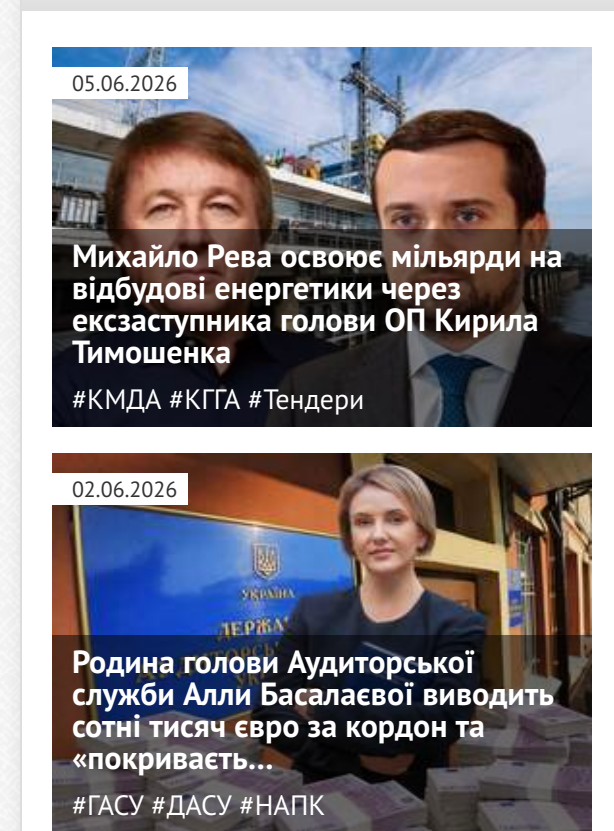 05.06.2026
Михайло Рева освоює мільярди на
відбудові енергетики через
ексзаступника голови ОП Кирила
Тимошенка
#КМДА #КГГА #Тендери
02.06.2026
УКРАЇНА
Родина голови Аудиторської
служби Алли Басалаєвої виводить
сотні тисяч євро за кордон та
«покриваєть...
#ГАСУ #ДАСУ #НАПК